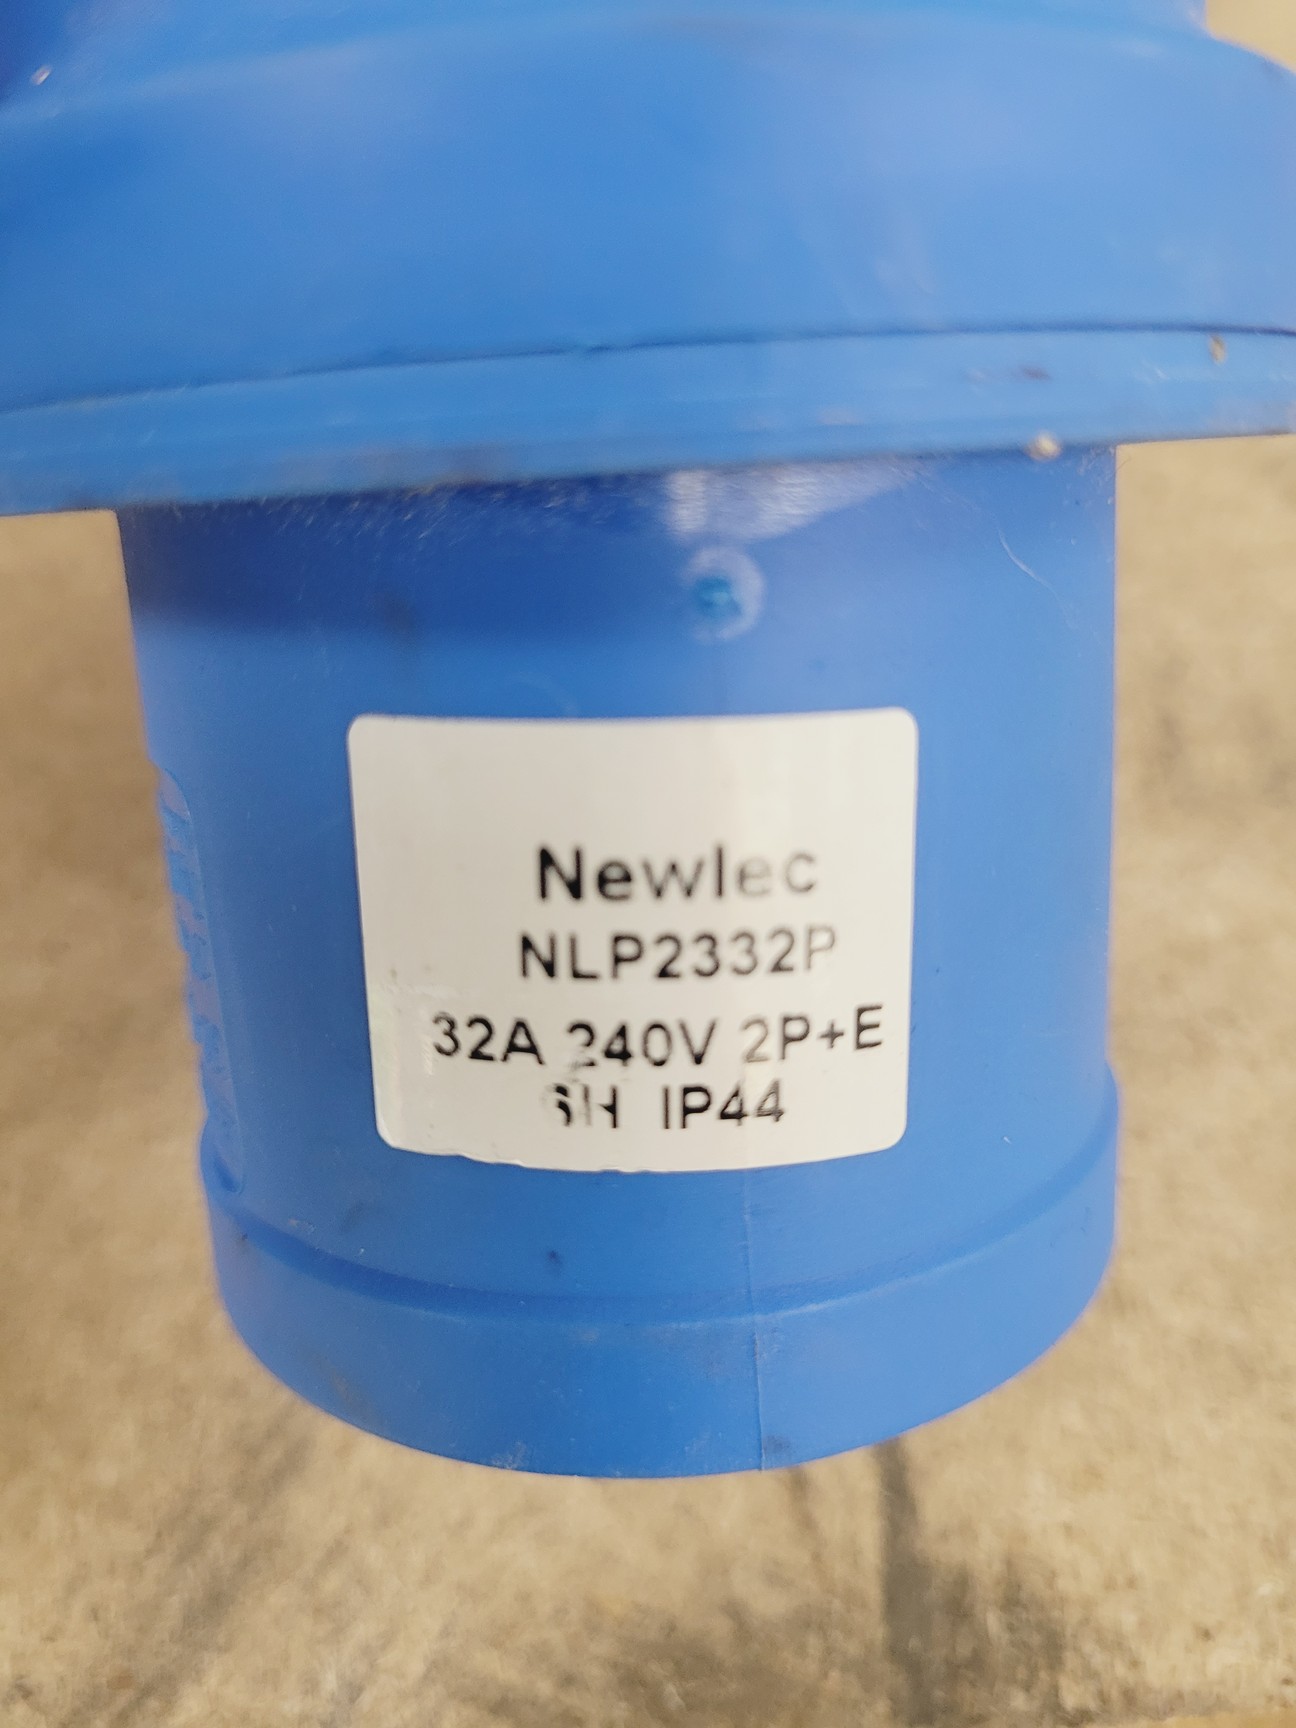 Newlec
NLP2332P
32A 240V 2P+E
6H IP44